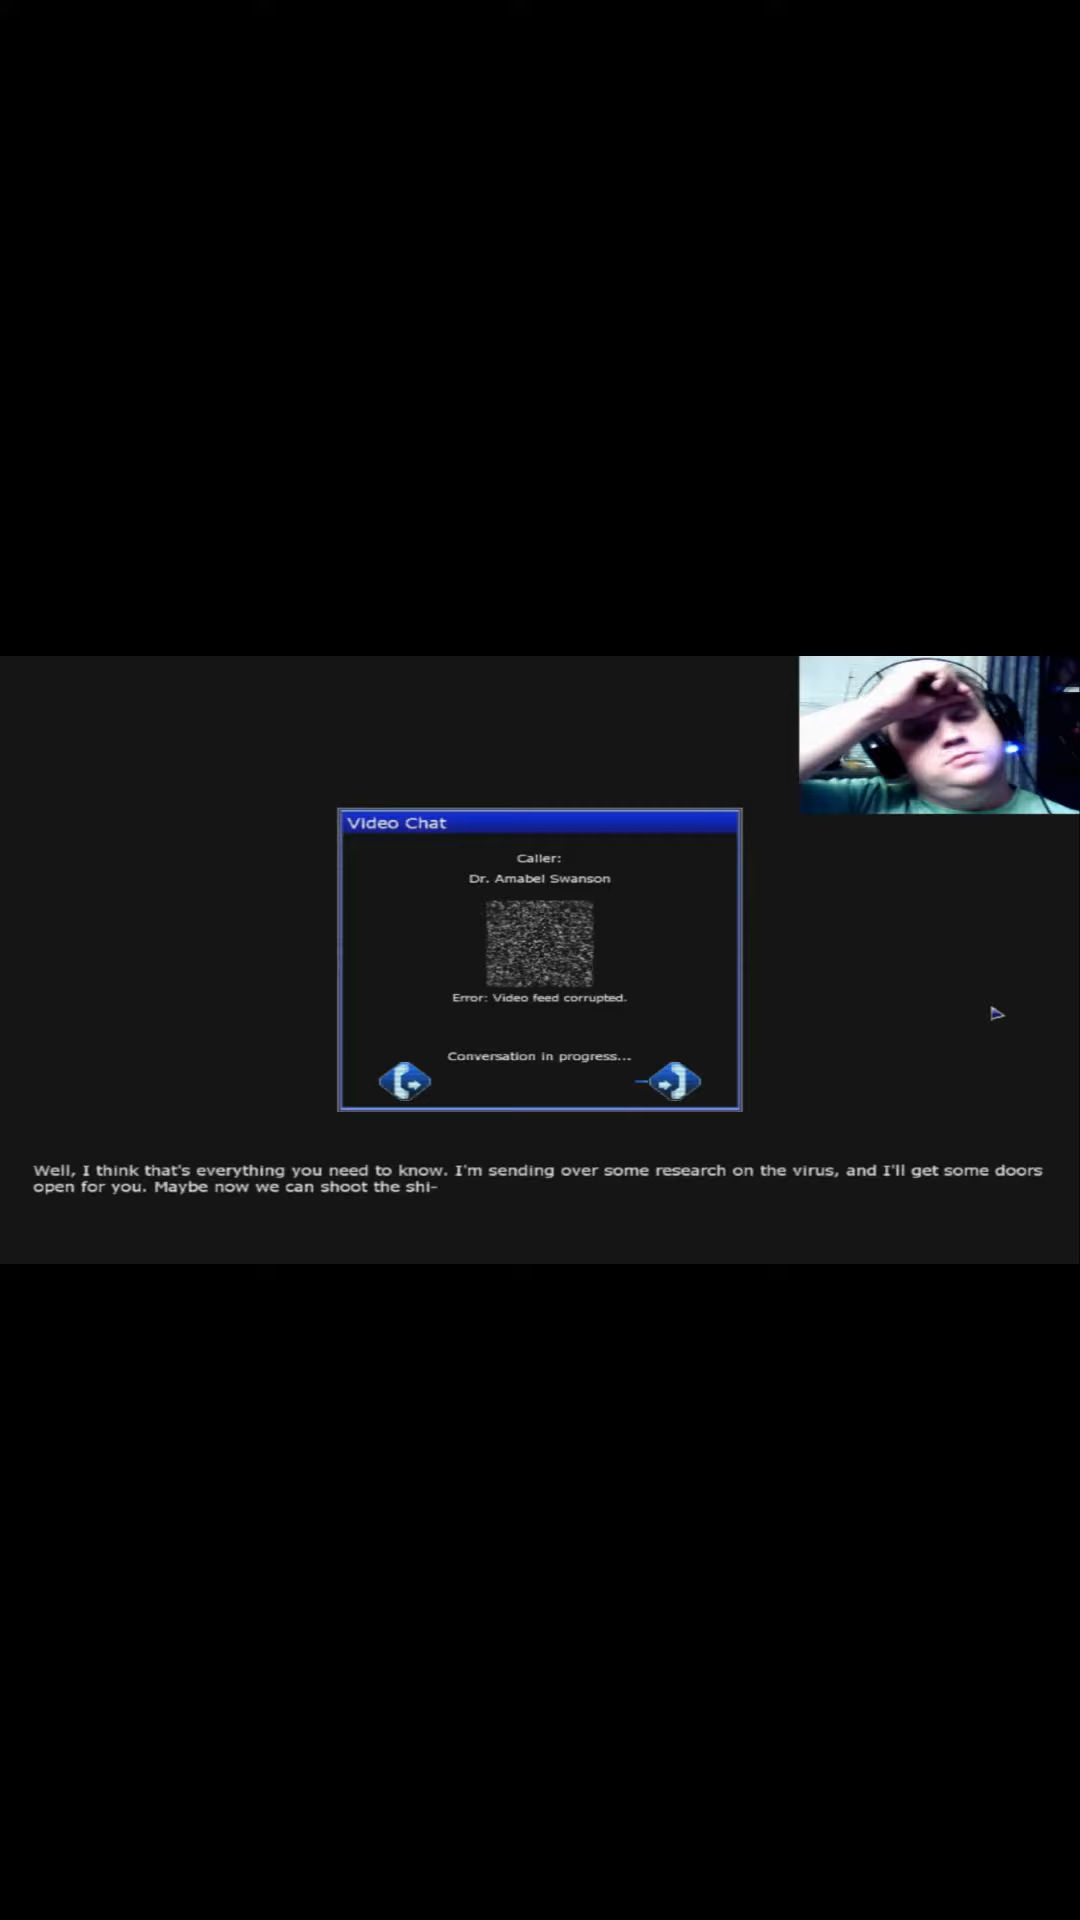 Video Chat
Caller:
Dr. Amabel Swanson
Error: Video feed corrupted.
Conversation in progress...
Well, I think that's everything you need to know. I'm sending over some research on the virus, and I'll get some doors
open for you. Maybe now we can shoot the shi-